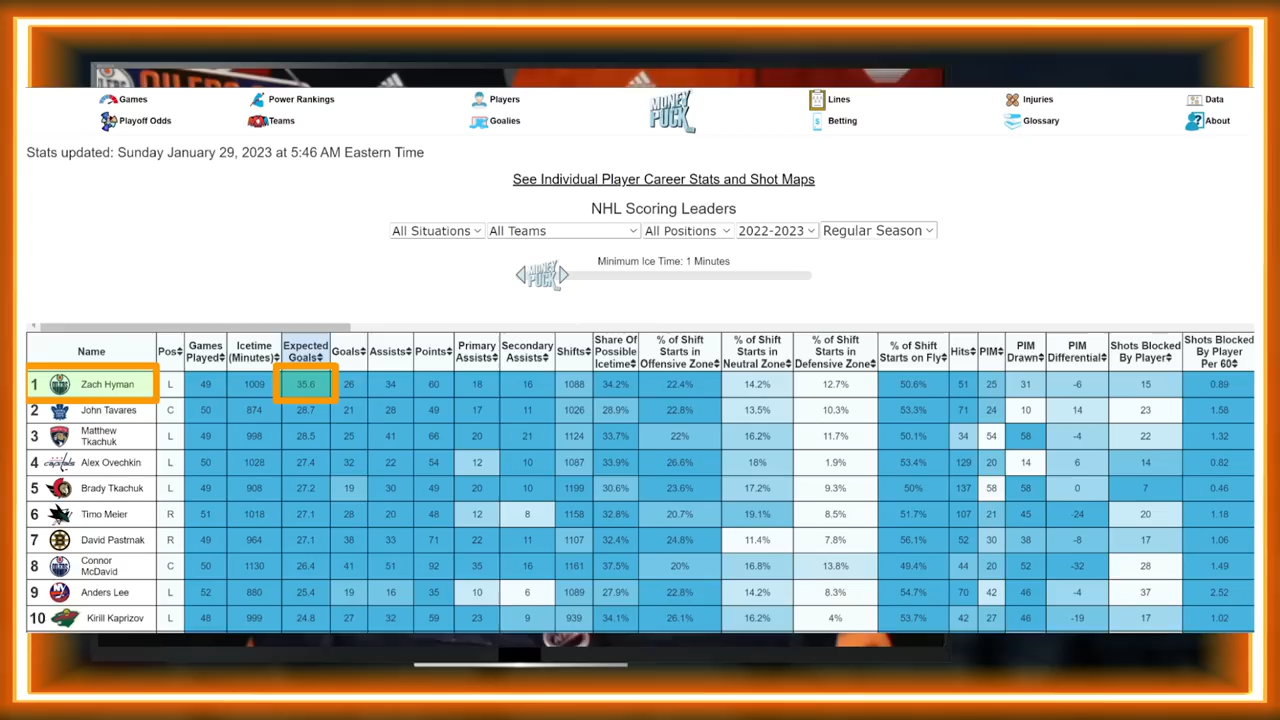 OILERS
Games Power Rankings Players MONEY PUCK Lines Injuries Data
Playoff Odds Teams Goalies Betting Glossary About
Stats updated: Sunday January 29, 2023 at 5:46 AM Eastern Time
See Individual Player Career Stats and Shot Maps
NHL Scoring Leaders
All Situations All Teams All Positions 2022-2023 Regular Season
Minimum Ice Time: 1 Minutes
MONEY PUCK
Name Pos Games Played Icetime (Minutes) Expected Goals Goals Assists Points Primary Assists Secondary Assists Shifts Share Of Possible Icetime % of Shift Starts in Offensive Zone % of Shift Starts in Neutral Zone % of Shift Starts in Defensive Zone % of Shift Starts on Fly Hits PIM PIM Drawn PIM Differential Shots Blocked By Player Shots Blocked By Player Per 60
1 Zach Hyman L 49 1009 35.6 26 34 60 18 16 1088 34.2% 22.4% 14.2% 12.7% 50.6% 51 25 31 -6 15 0.89
2 John Tavares C 50 874 28.7 21 28 49 17 11 1026 28.9% 22.8% 13.5% 10.3% 53.3% 71 24 10 14 23 1.58
3 Matthew Tkachuk L 49 998 28.5 25 41 66 20 21 1124 33.7% 22% 16.2% 11.7% 50.1% 34 54 58 -4 22 1.32
4 capitals Alex Ovechkin L 50 1028 27.4 32 22 54 12 10 1087 33.9% 26.6% 18% 1.9% 53.4% 129 20 14 6 14 0.82
5 Brady Tkachuk L 49 908 27.2 19 30 49 20 10 1199 30.6% 23.6% 17.2% 9.3% 50% 137 58 58 0 7 0.46
6 Timo Meier R 51 1018 27.1 28 20 48 12 8 1158 32.8% 20.7% 19.1% 8.5% 51.7% 107 21 45 -24 20 1.18
7 David Pastrnak R 49 964 27.1 38 33 71 22 11 1107 32.4% 24.8% 11.4% 7.8% 56.1% 52 30 38 -8 17 1.06
8 Connor McDavid C 50 1130 26.4 41 51 92 35 16 1161 37.5% 20% 16.8% 13.8% 49.4% 44 20 52 -32 28 1.49
9 Anders Lee L 52 880 25.4 19 16 35 10 6 1089 27.9% 22.8% 14.2% 8.3% 54.7% 70 42 46 -4 37 2.52
10 Kirill Kaprizov L 48 999 24.8 27 32 59 23 9 939 34.1% 26.1% 16.2% 4% 53.7% 42 27 46 -19 17 1.02